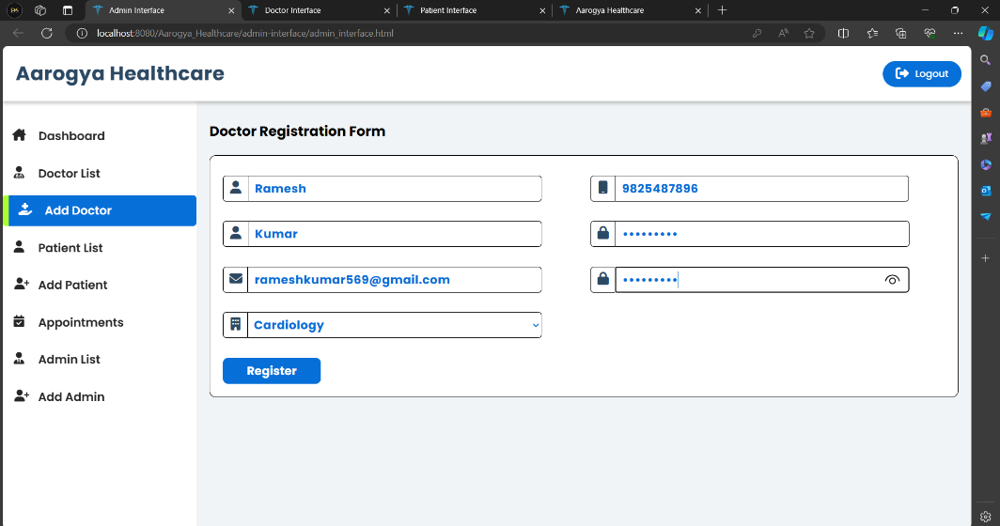 Admin Interface
Doctor Interface
Patient Interface
Aarogya Healthcare
localhost:8080/Aarogya_Healthcare/admin-interface/admin_interface.html
Aarogya Healthcare
Logout
Dashboard
Doctor List
Add Doctor
Patient List
Add Patient
Appointments
Admin List
Add Admin
Doctor Registration Form
Ramesh
9825487896
Kumar
•••••••••
rameshkumar569@gmail.com
•••••••••
Cardiology
Register